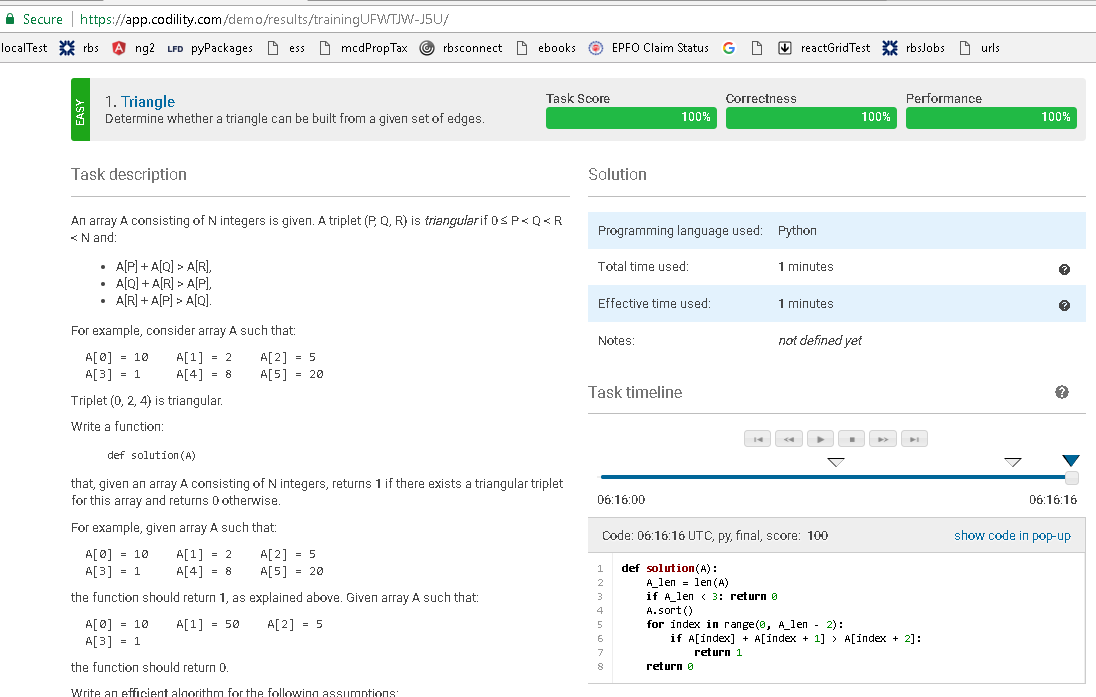 Secure | https://app.codility.com/demo/results/trainingUFWTJW-J5U/
localTest rbs ng2 LFD pyPackages ess mcdPropTax rbsconnect ebooks EPFO Claim Status G reactGridTest rbsJobs urls
EASY
1. Triangle
Determine whether a triangle can be built from a given set of edges.
Task Score Correctness Performance
100% 100% 100%
Task description
An array A consisting of N integers is given. A triplet (P, Q, R) is triangular if 0 ≤ P < Q < R
< N and:
• A[P] + A[Q] > A[R],
• A[Q] + A[R] > A[P],
• A[R] + A[P] > A[Q].
For example, consider array A such that:
A[0] = 10 A[1] = 2 A[2] = 5
A[3] = 1 A[4] = 8 A[5] = 20
Triplet (0, 2, 4) is triangular.
Write a function:
def solution(A)
that, given an array A consisting of N integers, returns 1 if there exists a triangular triplet
for this array and returns 0 otherwise.
For example, given array A such that:
A[0] = 10 A[1] = 2 A[2] = 5
A[3] = 1 A[4] = 8 A[5] = 20
the function should return 1, as explained above. Given array A such that:
A[0] = 10 A[1] = 50 A[2] = 5
A[3] = 1
the function should return 0.
Write an efficient algorithm for the following assumptions:
Solution
Programming language used: Python
Total time used: 1 minutes ?
Effective time used: 1 minutes ?
Notes: not defined yet
Task timeline ?
06:16:00 06:16:16
Code: 06:16:16 UTC, py, final, score: 100 show code in pop-up
1 def solution(A):
2 A_len = len(A)
3 if A_len < 3: return 0
4 A.sort()
5 for index in range(0, A_len - 2):
6 if A[index] + A[index + 1] > A[index + 2]:
7 return 1
8 return 0